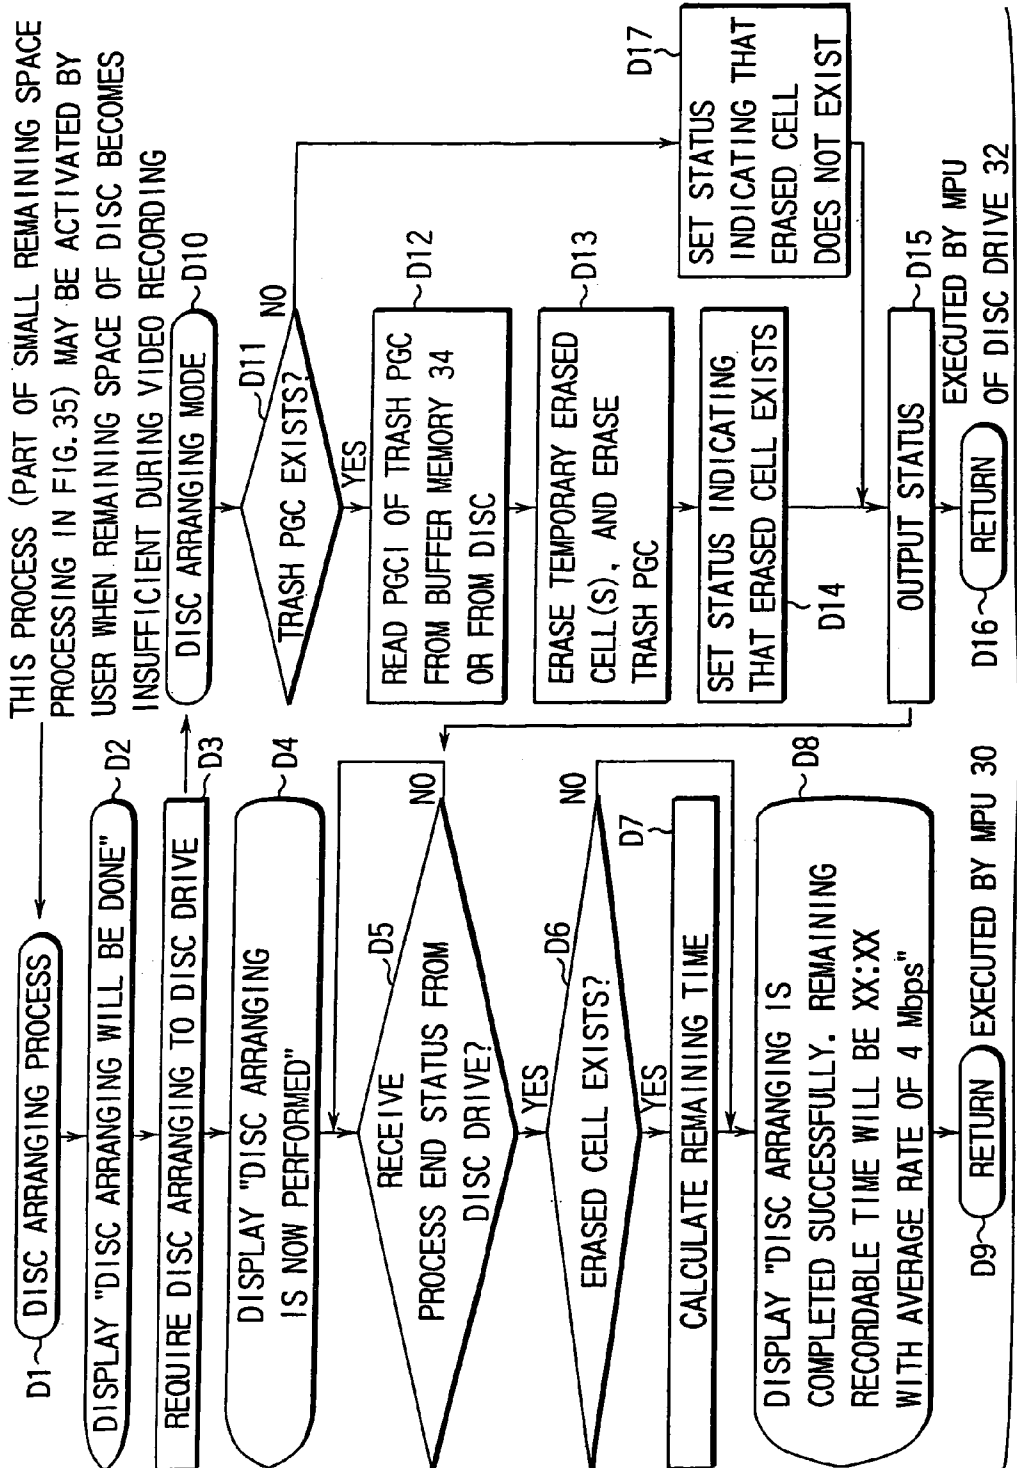 THIS PROCESS (PART OF SMALL REMAINING SPACE
PROCESSING IN FIG.35) MAY BE ACTIVATED BY
USER WHEN REMAINING SPACE OF DISC BECOMES
INSUFFICIENT DURING VIDEO RECORDING
D1
DISC ARRANGING PROCESS
D2
DISPLAY "DISC ARRANGING WILL BE DONE"
D3
REQUIRE DISC ARRANGING TO DISC DRIVE
D4
DISPLAY "DISC ARRANGING
IS NOW PERFORMED"
D5
RECEIVE
PROCESS END STATUS FROM
DISC DRIVE?
NO
YES
D6
ERASED CELL EXISTS?
NO
YES
D7
CALCULATE REMAINING TIME
D8
DISPLAY "DISC ARRANGING IS
COMPLETED SUCCESSFULLY. REMAINING
RECORDABLE TIME WILL BE XX:XX
WITH AVERAGE RATE OF 4 Mbps"
D9
RETURN
EXECUTED BY MPU 30
D10
DISC ARRANGING MODE
D11
TRASH PGC EXISTS?
NO
YES
D12
READ PGCI OF TRASH PGC
FROM BUFFER MEMORY 34
OR FROM DISC
D13
ERASE TEMPORARY ERASED
CELL(S), AND ERASE
TRASH PGC
SET STATUS INDICATING
THAT ERASED CELL EXISTS
D14
D17
SET STATUS
INDICATING THAT
ERASED CELL
DOES NOT EXIST
D15
OUTPUT STATUS
D16
RETURN
EXECUTED BY MPU
OF DISC DRIVE 32